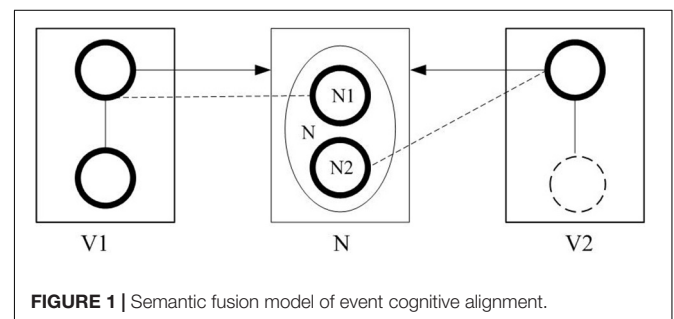 N1
N
N2
V1 N V2
FIGURE 1 | Semantic fusion model of event cognitive alignment.